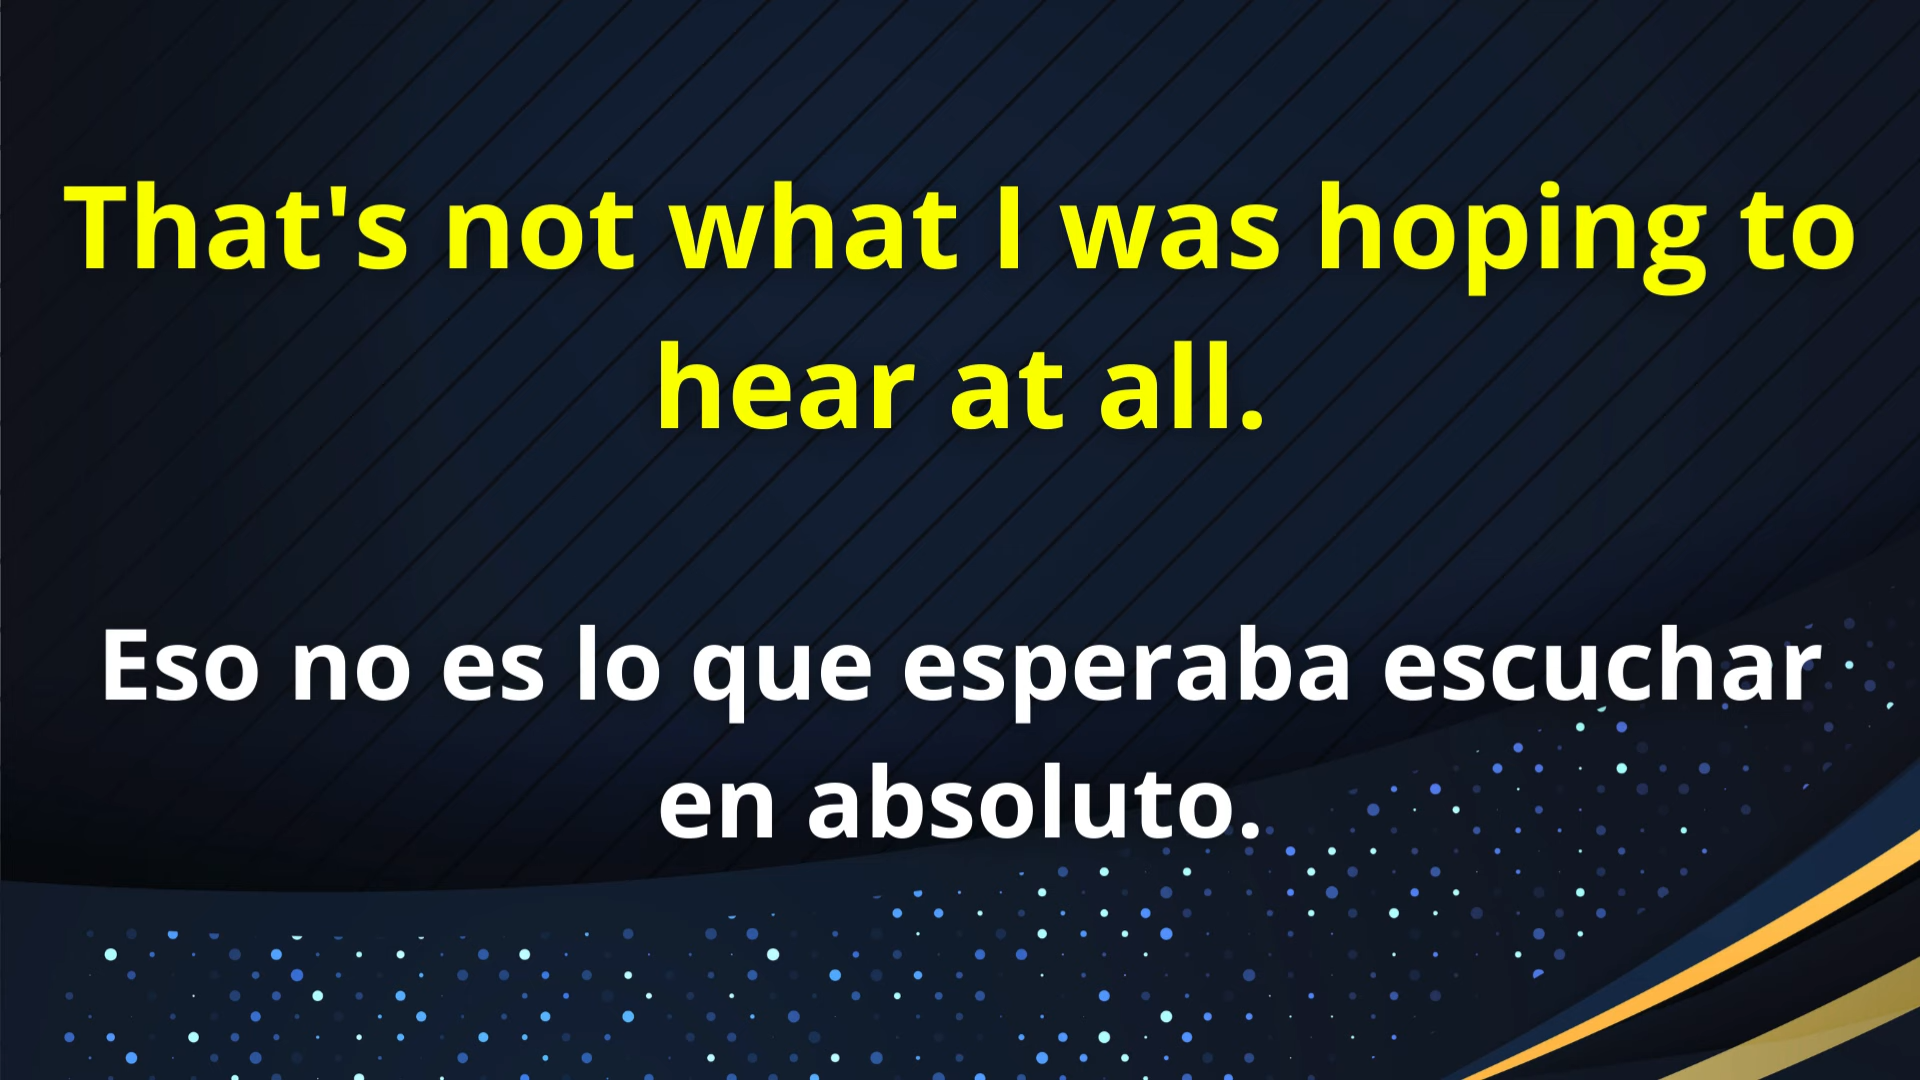 That's not what I was hoping to
hear at all.
Eso no es lo que esperaba escuchar
en absoluto.